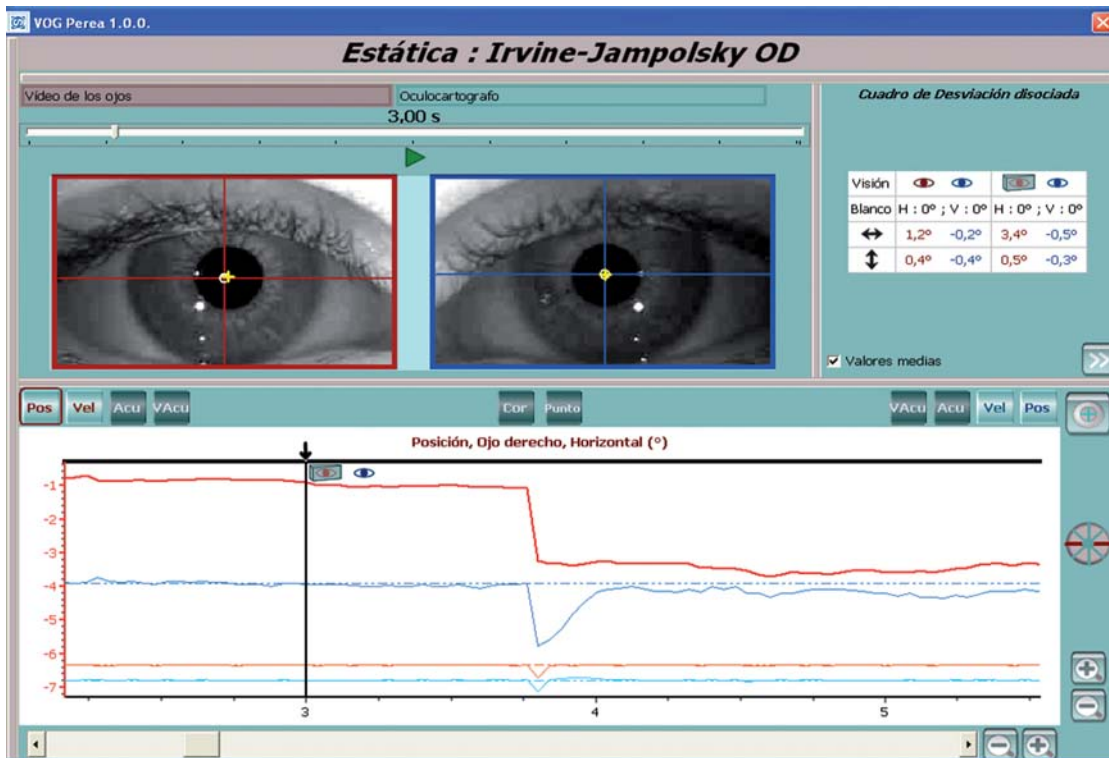 VOG Perea 1.0.0.
Estática : Irvine-Jampolsky OD
Vídeo de los ojos
Oculocartografo
3,00 s
Cuadro de Desviación disociada
Visión
Blanco H : 0º ; V : 0º H : 0º ; V : 0º
1,2º -0,2º 3,4º -0,5º
0,4º -0,4º 0,5º -0,3º
Valores medias
Pos Vel Acu VAcu Cor Punto VAcu Acu Vel Pos
Posición, Ojo derecho, Horizontal (º)
-1
-2
-3
-4
-5
-6
-7
3 4 5